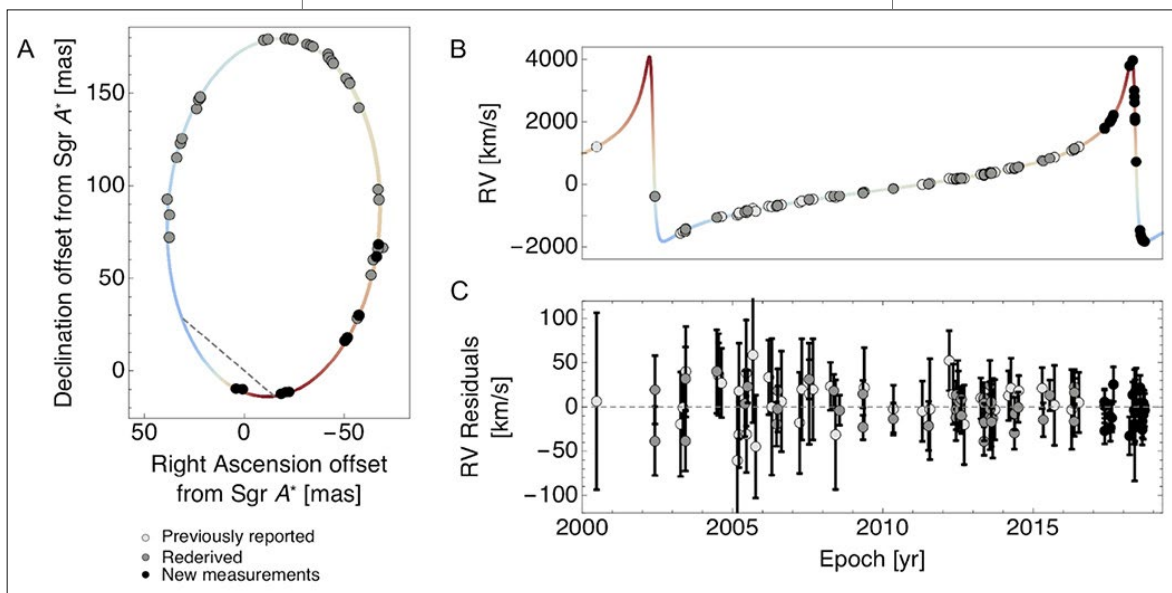 A
Declination offset from Sgr A* [mas]
150
100
50
0
50
0
−50
Right Ascension offset
from Sgr A* [mas]
Previously reported
Rederived
New measurements
B
RV [km/s]
4000
2000
0
−2000
C
RV Residuals
[km/s]
100
50
0
−50
−100
2000
2005
2010
2015
Epoch [yr]